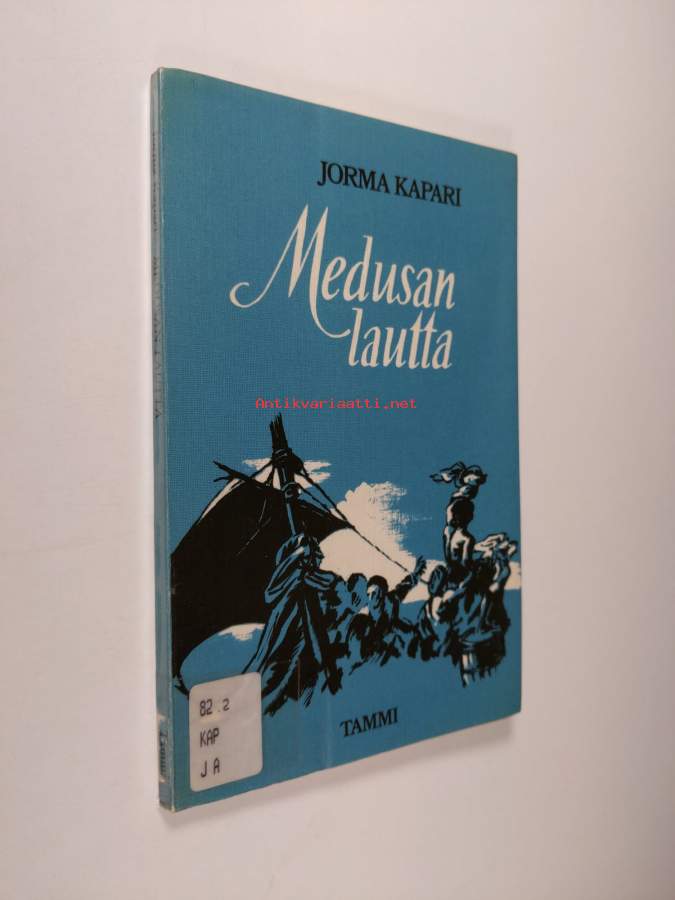 JORMA KAPARI
Medusan
lautta
Antikvariaatti.net
TAMMI
82.2
KAP
J A